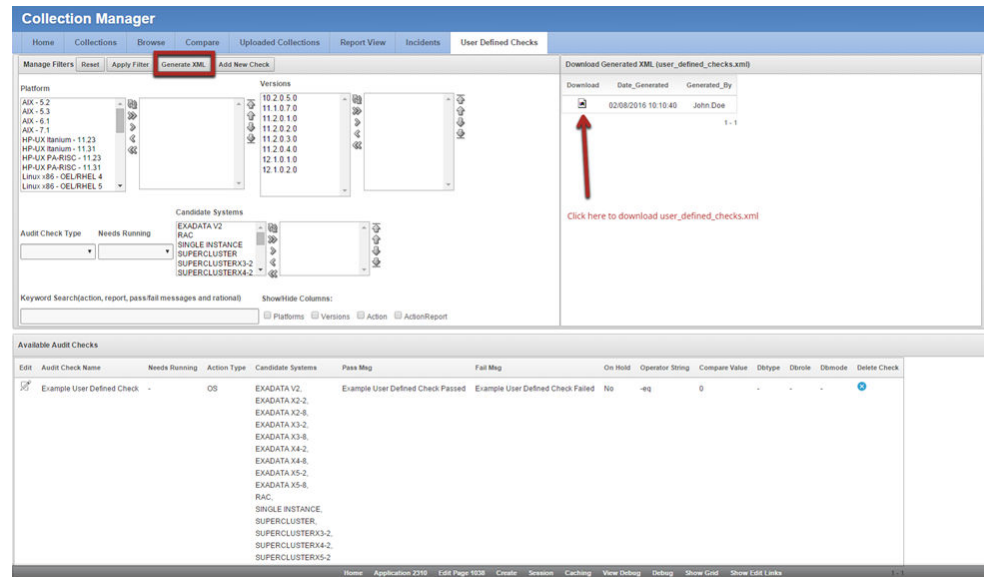 Collection Manager
Home Collections Browse Compare Uploaded Collections Report View Incidents User Defined Checks
Manage Filters Reset Apply Filter Generate XML Add New Check
Platform
AIX - 5.2
AIX - 5.3
AIX - 6.1
AIX - 7.1
HP-UX Itanium - 11.23
HP-UX Itanium - 11.31
HP-UX PA-RISC - 11.23
HP-UX PA-RISC - 11.31
Linux x86 - OEL/RHEL 4
Linux x86 - OEL/RHEL 5
Versions
10.2.0.5.0
11.1.0.7.0
11.2.0.1.0
11.2.0.2.0
11.2.0.3.0
11.2.0.4.0
12.1.0.1.0
12.1.0.2.0
Audit Check Type Needs Running
Candidate Systems
EXADATA V2
RAC
SINGLE INSTANCE
SUPERCLUSTER
SUPERCLUSTERX3-2
SUPERCLUSTERX4-2
Keyword Search(action, report, pass/fail messages and rational)
Show/Hide Columns:
Platforms Versions Action ActionReport
Download Generated XML (user_defined_checks.xml)
Download Date_Generated Generated_By
02/08/2016 10:10:40 John Doe
1 - 1
Click here to download user_defined_checks.xml
Available Audit Checks
Edit Audit Check Name Needs Running Action Type Candidate Systems Pass Msg Fail Msg On Hold Operator String Compare Value Dbtype Dbrole Dbmode Delete Check
Example User Defined Check - OS EXADATA V2, Example User Defined Check Passed Example User Defined Check Failed No -eq 0 - - -
EXADATA X2-2,
EXADATA X2-8,
EXADATA X3-2,
EXADATA X3-8,
EXADATA X4-2,
EXADATA X4-8,
EXADATA X5-2,
EXADATA X5-8,
RAC,
SINGLE INSTANCE,
SUPERCLUSTER,
SUPERCLUSTERX3-2,
SUPERCLUSTERX4-2,
SUPERCLUSTERX5-2
Home Application 2310 Edit Page 1038 Create Session Caching View Debug Debug Show Grid Show Edit Links
1 - 1